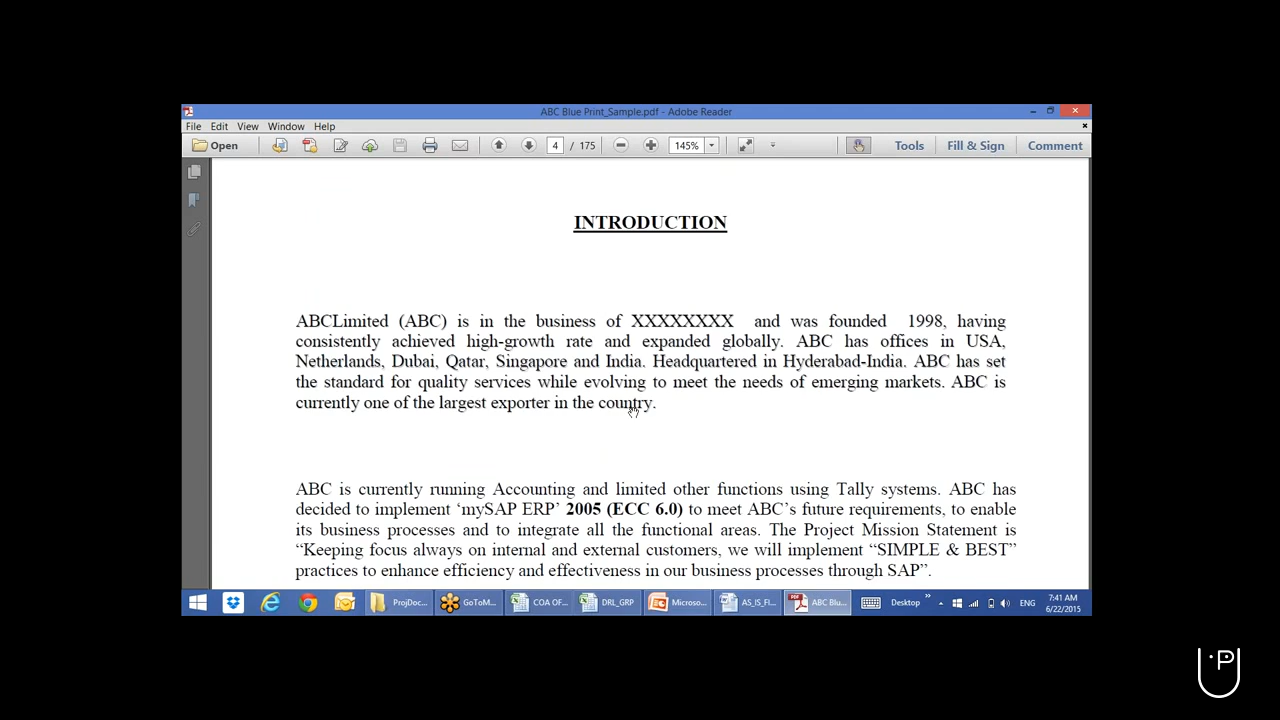 ABC Blue Print_Sample.pdf - Adobe Reader
File Edit View Window Help
Open 4 / 175 145% Tools Fill & Sign Comment
INTRODUCTION
ABCLimited (ABC) is in the business of XXXXXXXX and was founded 1998, having
consistently achieved high-growth rate and expanded globally. ABC has offices in USA,
Netherlands, Dubai, Qatar, Singapore and India. Headquartered in Hyderabad-India. ABC has set
the standard for quality services while evolving to meet the needs of emerging markets. ABC is
currently one of the largest exporter in the country.
ABC is currently running Accounting and limited other functions using Tally systems. ABC has
decided to implement ‘mySAP ERP’ 2005 (ECC 6.0) to meet ABC’s future requirements, to enable
its business processes and to integrate all the functional areas. The Project Mission Statement is
“Keeping focus always on internal and external customers, we will implement “SIMPLE & BEST”
practices to enhance efficiency and effectiveness in our business processes through SAP”.
ProjDoc... GoToM... COA OF... DRL_GRP Microso... AS_IS_FI... ABC Blu... Desktop » ENG 7:41 AM
6/22/2015
UP